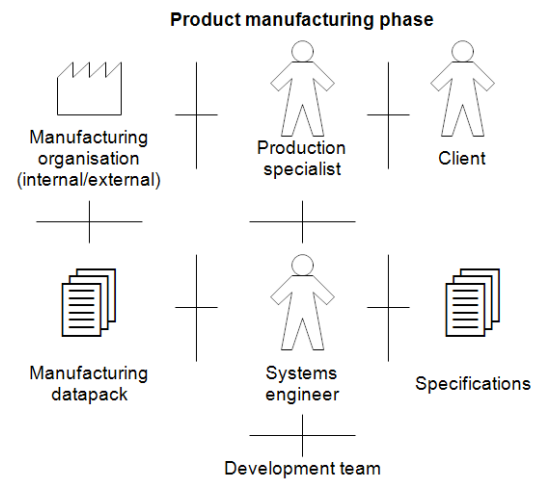 Product manufacturing phase
Manufacturing
organisation
(internal/external)
Production
specialist
Client
Manufacturing
datapack
Systems
engineer
Specifications
Development team